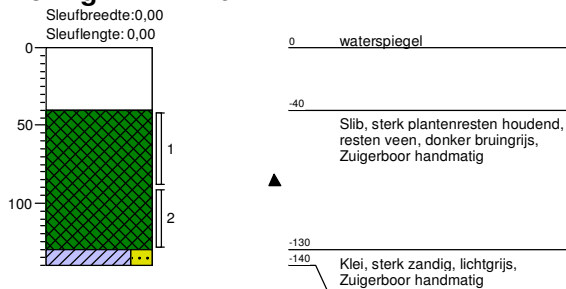 Sleufbreedte:0,00
Sleuflengte: 0,00
0
50
100
1
2
0
waterspiegel
-40
Slib, sterk plantenresten houdend,
resten veen, donker bruingrijs,
Zuigerboor handmatig
-130
-140
Klei, sterk zandig, lichtgrijs,
Zuigerboor handmatig